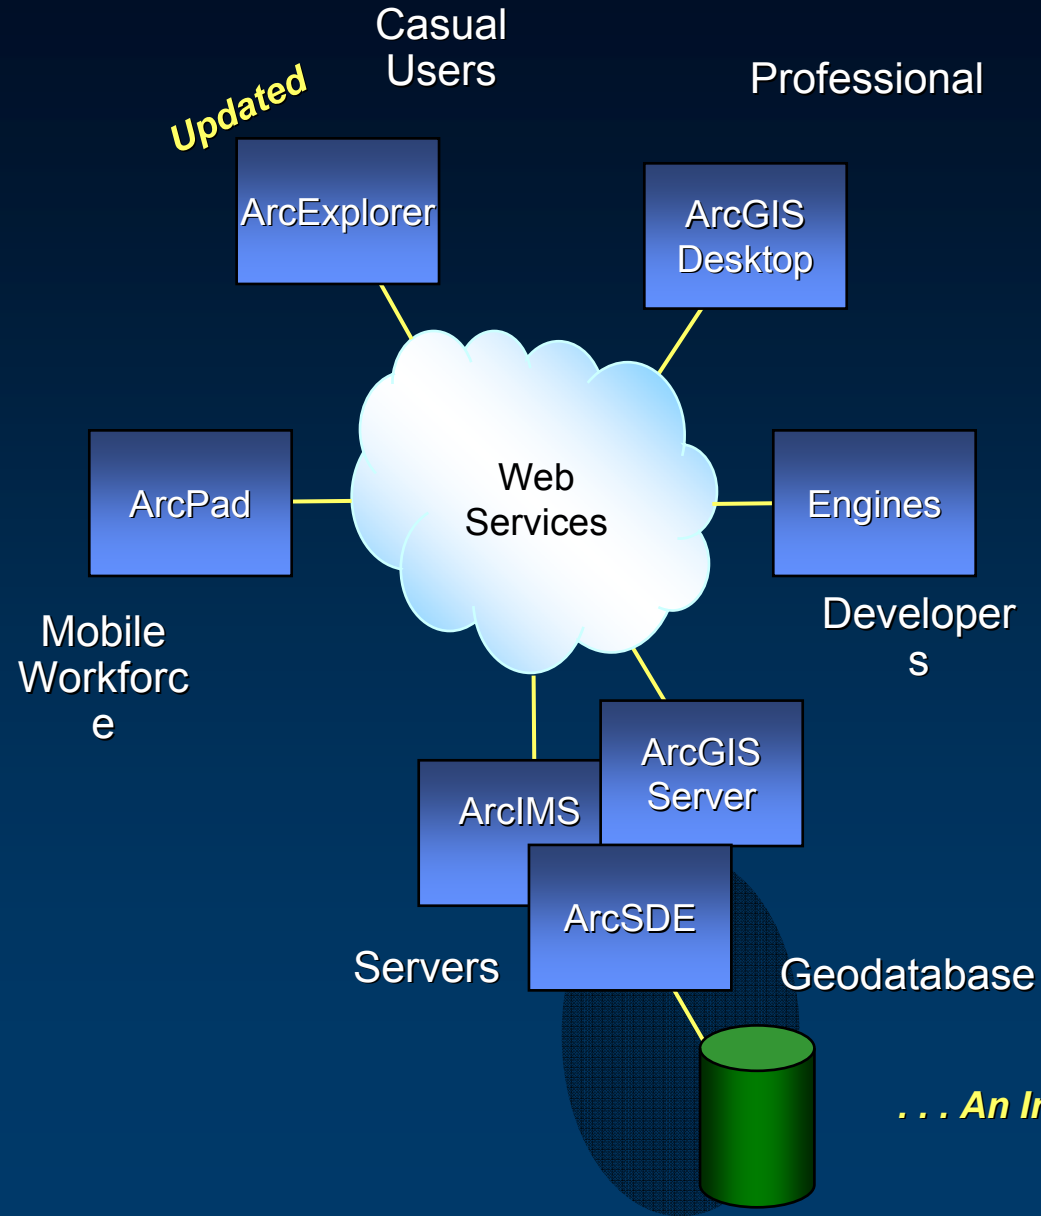 Casual
Users
Professional
Updated
ArcExplorer
ArcGIS
Desktop
Web
Services
ArcPad
Engines
Mobile
Workforc
e
Developer
s
ArcGIS
Server
ArcIMS
ArcSDE
Servers
Geodatabase
. . . An